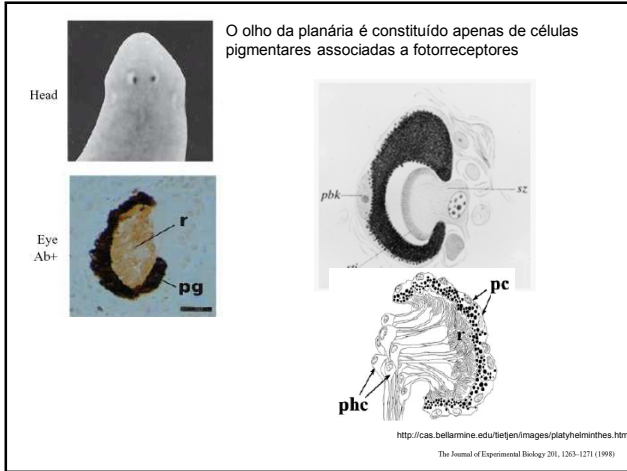 O olho da planária é constituído apenas de células
pigmentares associadas a fotorreceptores
Head
Eye
Ab+
r
pg
pbk
sz
pc
r
phc
http://cas.bellarmine.edu/tietjen/images/platyhelminthes.htm
The Journal of Experimental Biology 201, 1263–1271 (1998)